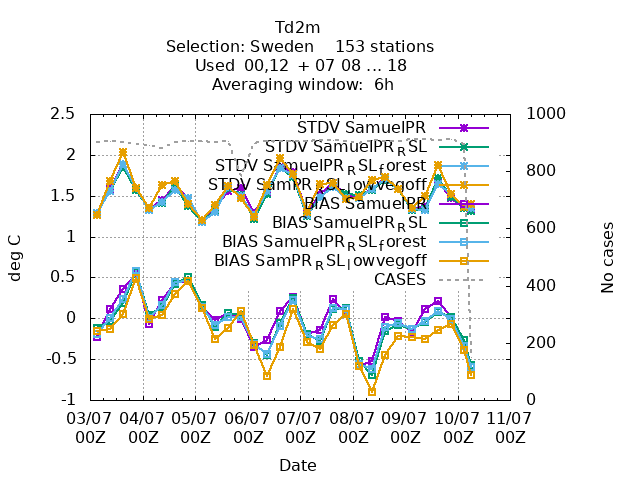 Td2m
Selection: Sweden 153 stations
Used 00,12 + 07 08 ... 18
Averaging window: 6h
2.5
2
1.5
1
0.5
0
-0.5
-1
deg C
1000
800
600
400
200
0
No cases
STDV SamuelPR
STDV SamuelPR_RSL
STDV SamuelPR_RSL_forest
STDV SamPR_RSL_lowvegoff
BIAS SamuelPR
BIAS SamuelPR_RSL
BIAS SamuelPR_RSL_forest
BIAS SamPR_RSL_lowvegoff
CASES
03/07 04/07 05/07 06/07 07/07 08/07 09/07 10/07 11/07
00Z 00Z 00Z 00Z 00Z 00Z 00Z 00Z 00Z
Date